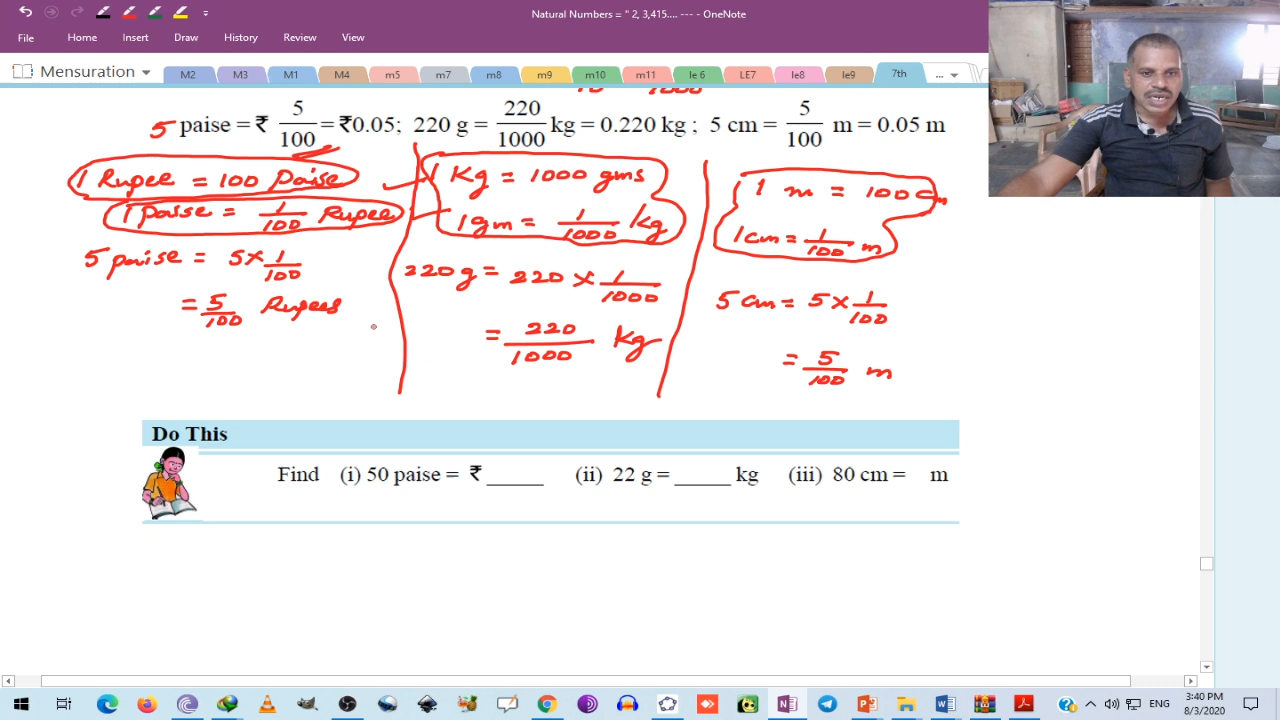 Natural Numbers = " 2, 3,415.... --- - OneNote
File Home Insert Draw History Review View
Mensuration M2 M3 M1 M4 m5 m7 m8 m9 m10 m11 le 6 LE7 le8 le9 7th ...
5 paise = ₹ 5/100 = ₹0.05; 220 g = 220/1000 kg = 0.220 kg ; 5 cm = 5/100 m = 0.05 m
1 Rupee = 100 Paise
1 paise = 1/100 Rupee
5 paise = 5 × 1/100
= 5/100 Rupees
1 Kg = 1000 gms
1 gm = 1/1000 kg
220 g = 220 × 1/1000
= 220/1000 Kg
1 m = 100 cm
1 cm = 1/100 m
5 cm = 5 × 1/100
= 5/100 m
Do This
Find (i) 50 paise = ₹ _____ (ii) 22 g = _____ kg (iii) 80 cm = m
ENG
3:40 PM
8/3/2020